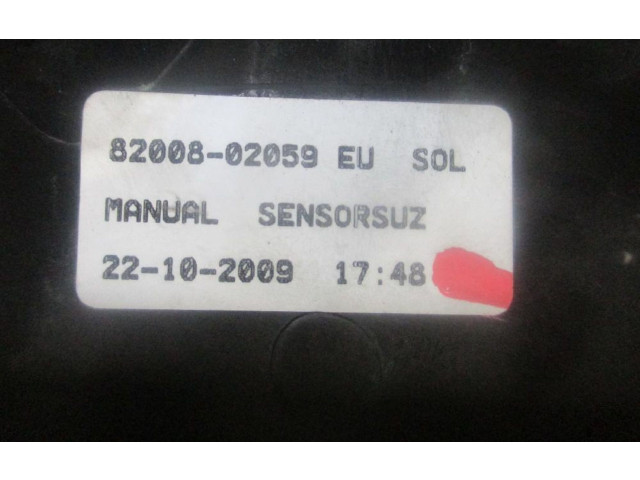 82008-02059 EU SOL
MANUAL SENSORSUZ
22-10-2009 17:48